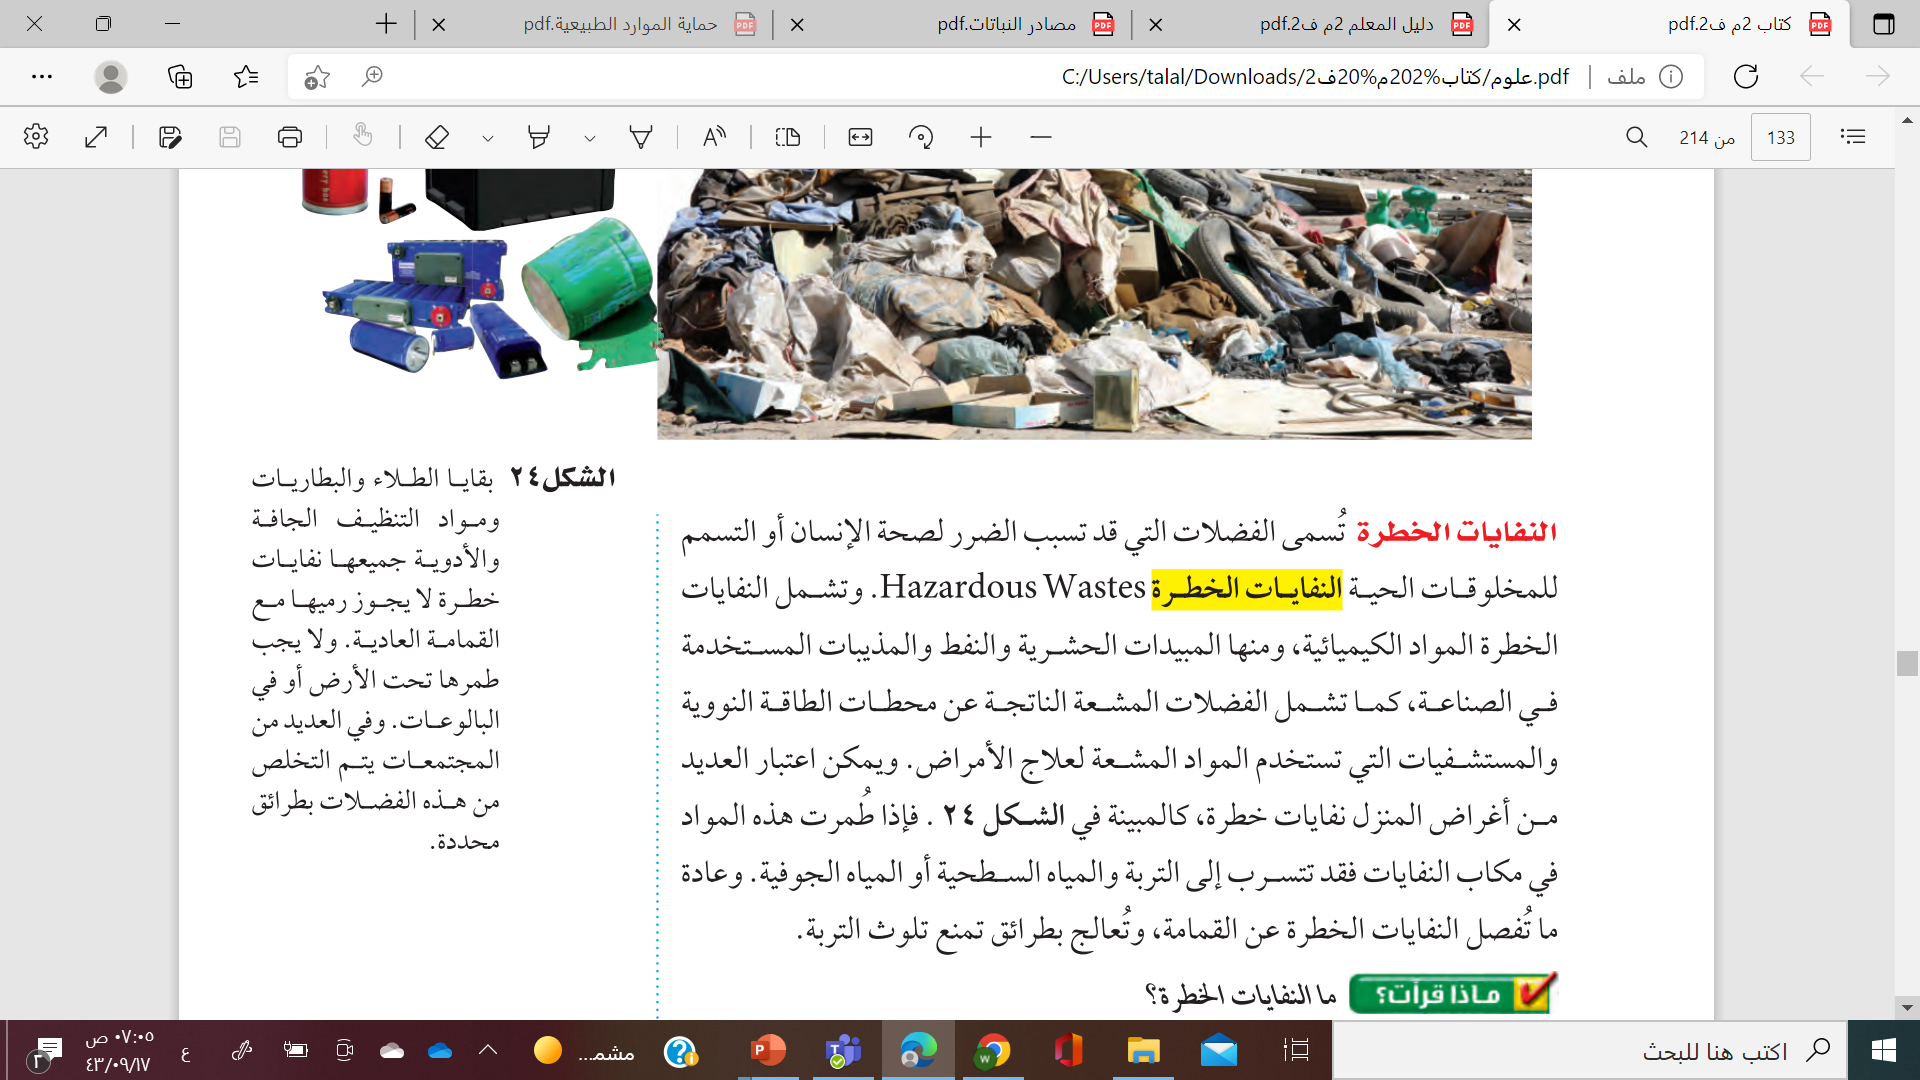 كتاب 2م ف2.pdf
دليل المعلم 2م ف2.pdf
مصادر النباتات.pdf
حماية الموارد الطبيعية.pdf
ملف
C:/Users/talal/Downloads/علوم/كتاب%202م%20ف2.pdf
133
من 214
النفايات الخطرة تُسمى الفضلات التي قد تسبب الضرر لصحة الإنسان أو التسمم
للمخلوقات الحية النفايات الخطرة Hazardous Wastes. وتشمل النفايات
الخطرة المواد الكيميائية، ومنها المبيدات الحشرية والنفط والمذيبات المستخدمة
في الصناعة، كما تشمل الفضلات المشعة الناتجة عن محطات الطاقة النووية
والمستشفيات التي تستخدم المواد المشعة لعلاج الأمراض. ويمكن اعتبار العديد
من أغراض المنزل نفايات خطرة، كالمبينة في الشكل ٢٤ . فإذا طُمرت هذه المواد
في مكاب النفايات فقد تتسرب إلى التربة والمياه السطحية أو المياه الجوفية. وعادة
ما تُفصل النفايات الخطرة عن القمامة، وتُعالج بطرائق تمنع تلوث التربة.
ماذا قرأت؟ ما النفايات الخطرة؟
الشكل ٢٤ بقايا الطلاء والبطاريات
ومواد التنظيف الجافة
والأدوية جميعها نفايات
خطرة لا يجوز رميها مع
القمامة العادية. ولا يجب
طمرها تحت الأرض أو في
البالوعات. وفي العديد من
المجتمعات يتم التخلص
من هذه الفضلات بطرائق
محددة.
اكتب هنا للبحث
مشمـ...
ع
٠٧:٠٥ ص
٤٣/٠٩/١٧
٢